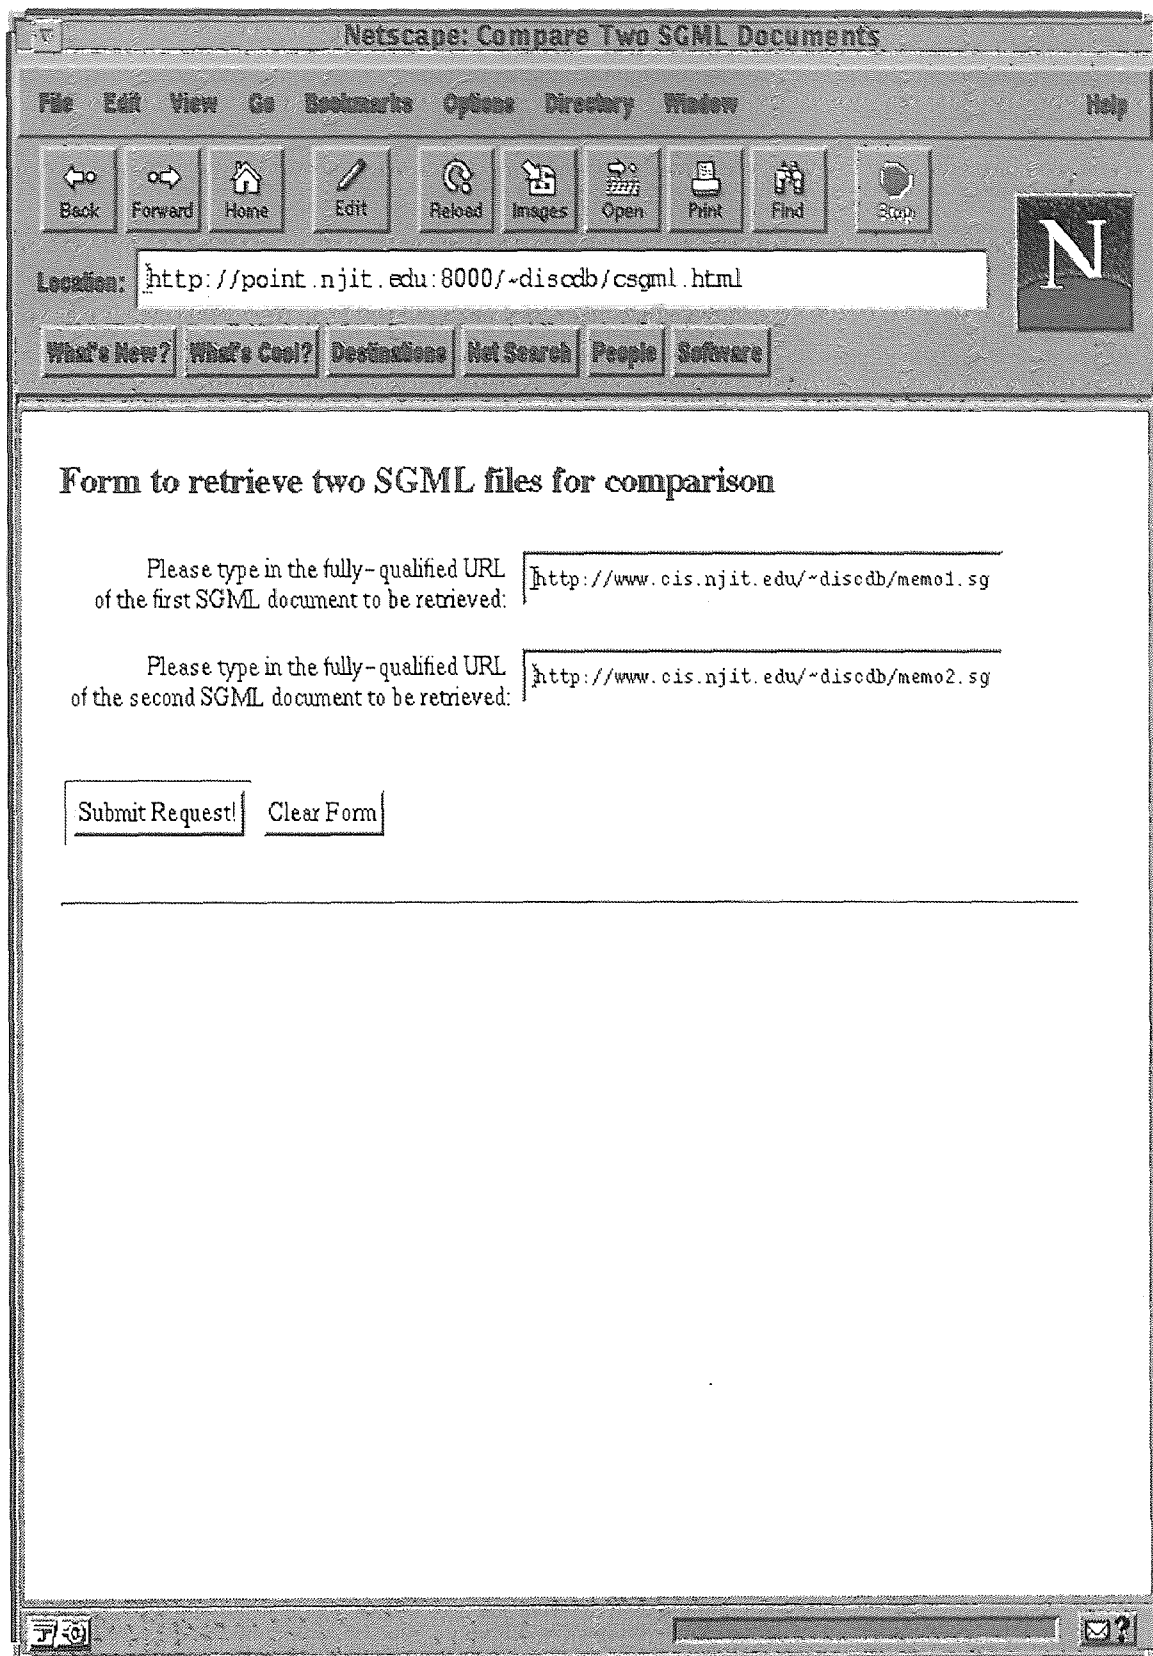 Netscape: Compare Two SGML Documents
File Edit View Go Bookmarks Options Directory Window Help
Back Forward Home Edit Reload Images Open Print Find Stop
N
Location: http://point.njit.edu:8000/~discdb/csgml.html
What's New? What's Cool? Destinations Net Search People Software
Form to retrieve two SGML files for comparison
Please type in the fully-qualified URL
of the first SGML document to be retrieved:
http://www.cis.njit.edu/~discdb/memo1.sg
Please type in the fully-qualified URL
of the second SGML document to be retrieved:
http://www.cis.njit.edu/~discdb/memo2.sg
Submit Request! Clear Form
?